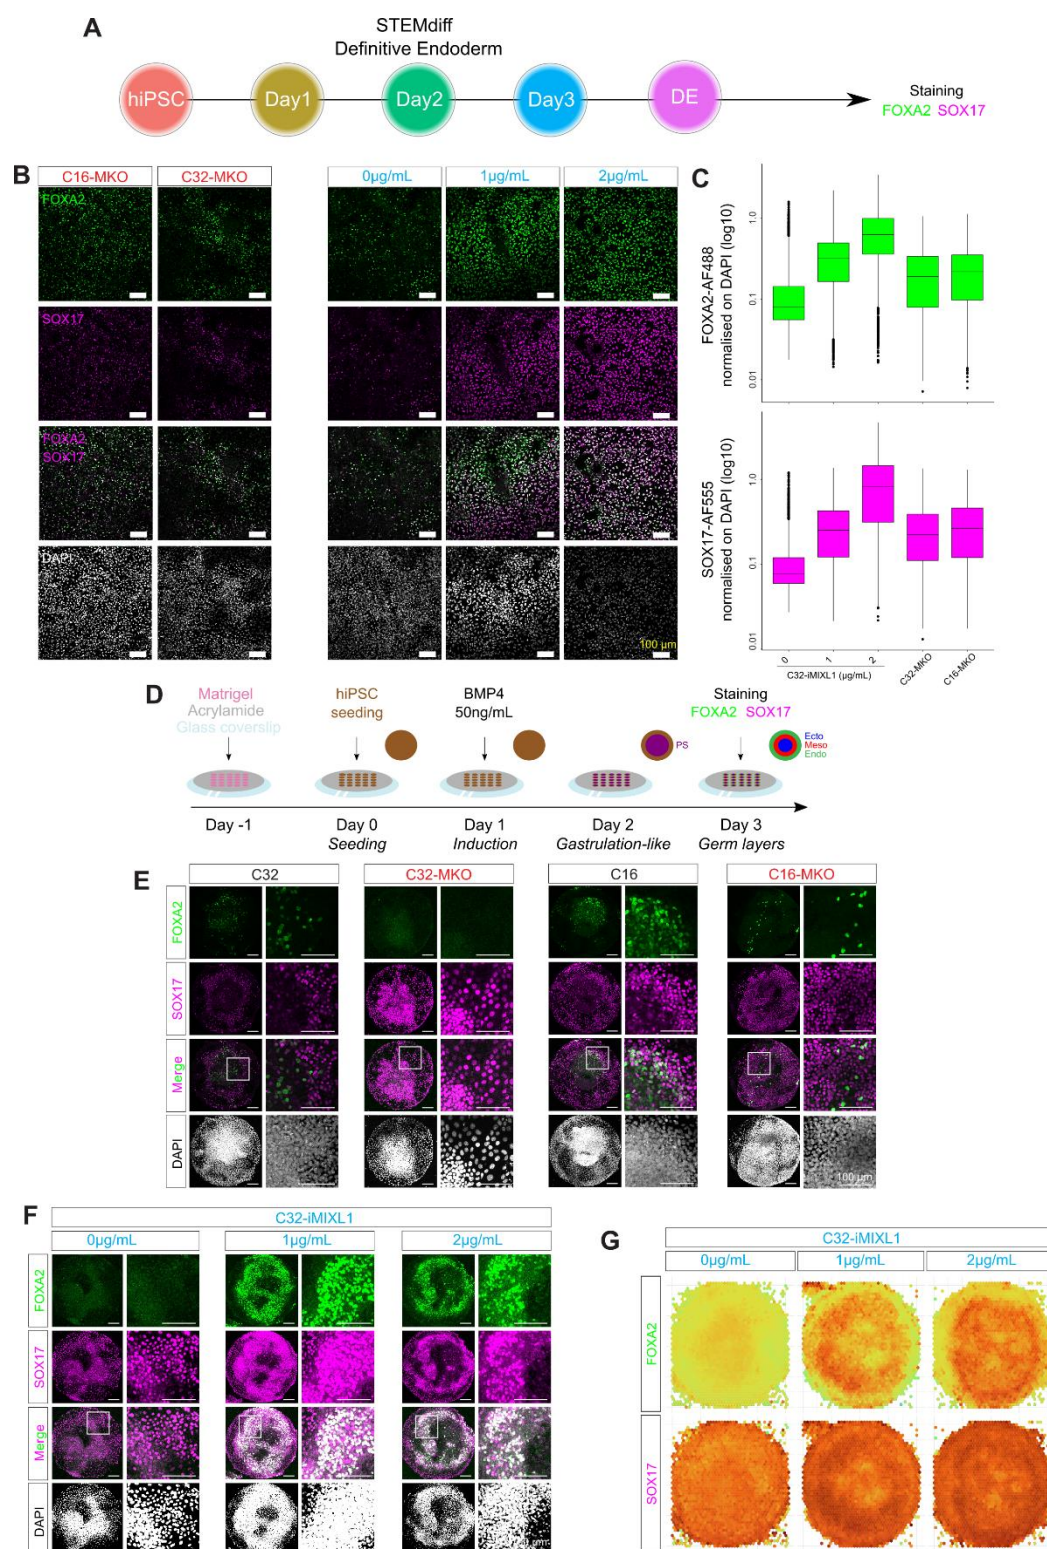 A
STEMdiff
Definitive Endoderm
hiPSC
Day1
Day2
Day3
DE
Staining
FOXA2 SOX17
B
C16-MKO
C32-MKO
0µg/mL
1µg/mL
2µg/mL
FOXA2
SOX17
FOXA2
SOX17
DAPI
100 µm
C
FOXA2-AF488
normalised on DAPI (log10)
1.0
0.1
0.01
SOX17-AF555
normalised on DAPI (log10)
1.0
0.1
0.01
0
1
2
C32-MKO
C16-MKO
C32-iMIXL1 (µg/mL)
D
Matrigel
Acrylamide
Glass coverslip
hiPSC
seeding
BMP4
50ng/mL
Staining
FOXA2 SOX17
PS
Ecto
Meso
Endo
Day -1
Day 0
Seeding
Day 1
Induction
Day 2
Gastrulation-like
Day 3
Germ layers
E
C32
C32-MKO
C16
C16-MKO
FOXA2
SOX17
Merge
DAPI
100 µm
F
C32-iMIXL1
0µg/mL
1µg/mL
2µg/mL
FOXA2
SOX17
Merge
DAPI
G
C32-iMIXL1
0µg/mL
1µg/mL
2µg/mL
FOXA2
SOX17